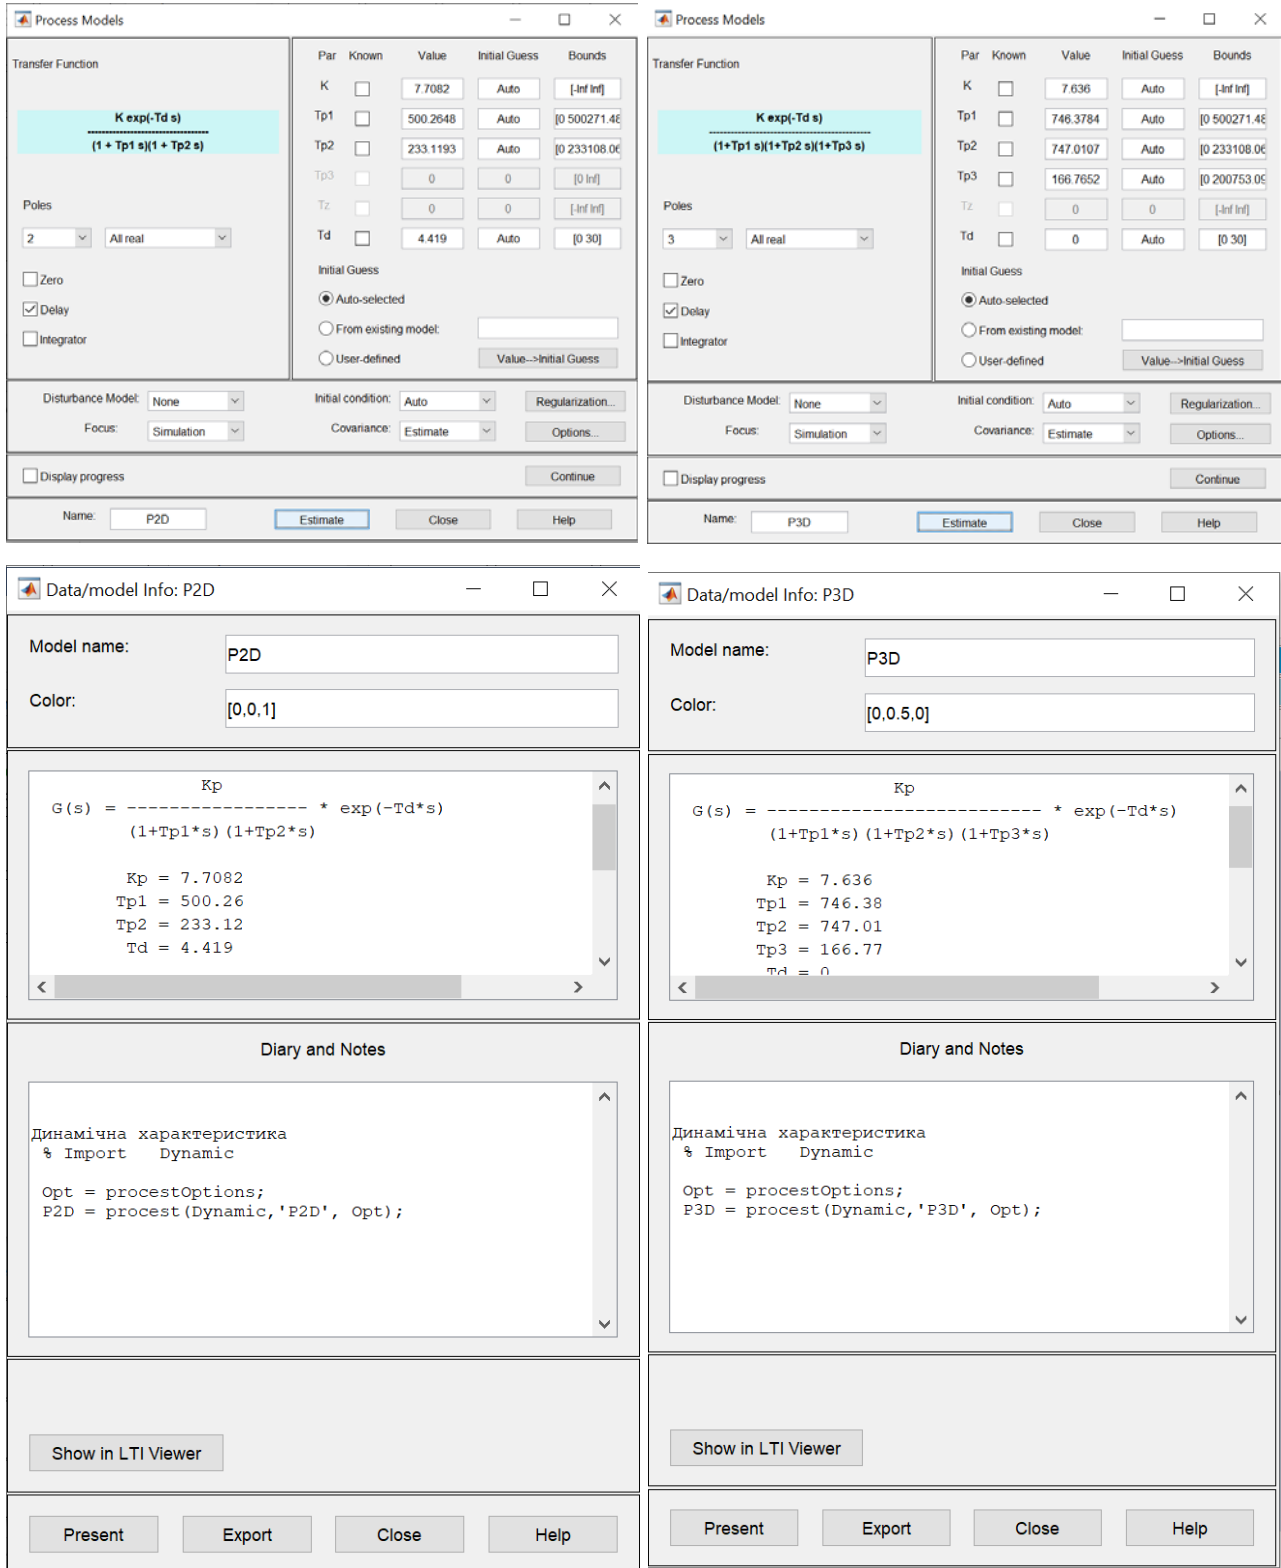 Process Models
Transfer Function
K exp(-Td s)
----------------------------------
(1 + Tp1 s)(1 + Tp2 s)
Poles
2 All real
Zero
Delay
Integrator
Par Known Value Initial Guess Bounds
K 7.7082 Auto [-Inf Inf]
Tp1 500.2648 Auto [0 500271.48
Tp2 233.1193 Auto [0 233108.06
Tp3 0 0 [0 Inf]
Tz 0 0 [-Inf Inf]
Td 4.419 Auto [0 30]
Initial Guess
Auto-selected
From existing model:
User-defined Value-->Initial Guess
Disturbance Model: None Initial condition: Auto Regularization...
Focus: Simulation Covariance: Estimate Options...
Display progress Continue
Name: P2D Estimate Close Help
Process Models
Transfer Function
K exp(-Td s)
----------------------------------------------
(1+Tp1 s)(1+Tp2 s)(1+Tp3 s)
Poles
3 All real
Zero
Delay
Integrator
Par Known Value Initial Guess Bounds
K 7.636 Auto [-Inf Inf]
Tp1 746.3784 Auto [0 500271.48
Tp2 747.0107 Auto [0 233108.06
Tp3 166.7652 Auto [0 200753.09
Tz 0 0 [-Inf Inf]
Td 0 Auto [0 30]
Initial Guess
Auto-selected
From existing model:
User-defined Value-->Initial Guess
Disturbance Model: None Initial condition: Auto Regularization...
Focus: Simulation Covariance: Estimate Options...
Display progress Continue
Name: P3D Estimate Close Help
Data/model Info: P2D
Model name: P2D
Color: [0,0,1]
Kp
G(s) = ----------------- * exp(-Td*s)
(1+Tp1*s)(1+Tp2*s)
Kp = 7.7082
Tp1 = 500.26
Tp2 = 233.12
Td = 4.419
Diary and Notes
Динамічна характеристика
% Import Dynamic
Opt = procestOptions;
P2D = procest(Dynamic,'P2D', Opt);
Show in LTI Viewer
Present Export Close Help
Data/model Info: P3D
Model name: P3D
Color: [0,0.5,0]
Kp
G(s) = -------------------------- * exp(-Td*s)
(1+Tp1*s)(1+Tp2*s)(1+Tp3*s)
Kp = 7.636
Tp1 = 746.38
Tp2 = 747.01
Tp3 = 166.77
Td = 0
Diary and Notes
Динамічна характеристика
% Import Dynamic
Opt = procestOptions;
P3D = procest(Dynamic,'P3D', Opt);
Show in LTI Viewer
Present Export Close Help